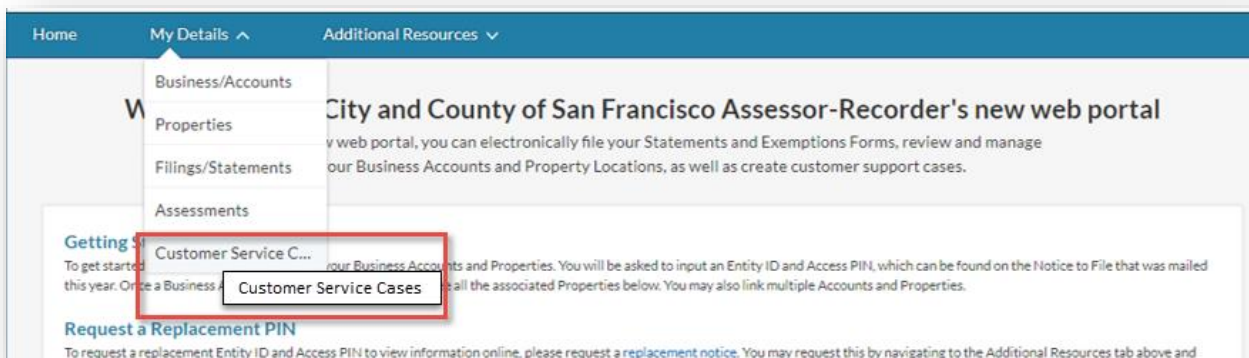 Home My Details Additional Resources
Business/Accounts
Properties
Filings/Statements
Assessments
Customer Service C...
Customer Service Cases
W City and County of San Francisco Assessor-Recorder's new web portal
web portal, you can electronically file your Statements and Exemptions Forms, review and manage
our Business Accounts and Property Locations, as well as create customer support cases.
Getting S
To get started your Business Accounts and Properties. You will be asked to input an Entity ID and Access PIN, which can be found on the Notice to File that was mailed
this year. Once a Business all the associated Properties below. You may also link multiple Accounts and Properties.
Request a Replacement PIN
To request a replacement Entity ID and Access PIN to view information online, please request a replacement notice. You may request this by navigating to the Additional Resources tab above and